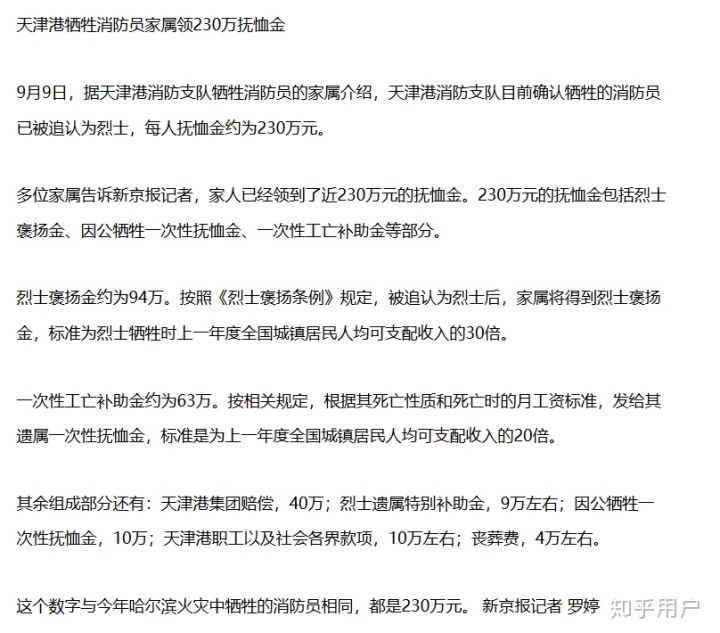 天津港牺牲消防员家属领230万抚恤金
9月9日，据天津港消防支队牺牲消防员的家属介绍，天津港消防支队目前确认牺牲的消防员
已被追认为烈士，每人抚恤金约为230万元。
多位家属告诉新京报记者，家人已经领到了近230万元的抚恤金。230万元的抚恤金包括烈士
褒扬金、因公牺牲一次性抚恤金、一次性工亡补助金等部分。
烈士褒扬金约为94万。按照《烈士褒扬条例》规定，被追认为烈士后，家属将得到烈士褒扬
金，标准为烈士牺牲时上一年度全国城镇居民人均可支配收入的30倍。
一次性工亡补助金约为63万。按相关规定，根据其死亡性质和死亡时的月工资标准，发给其
遗属一次性抚恤金，标准是为上一年度全国城镇居民人均可支配收入的20倍。
其余组成部分还有：天津港集团赔偿，40万；烈士遗属特别补助金，9万左右；因公牺牲一
次性抚恤金，10万；天津港职工以及社会各界款项，10万左右；丧葬费，4万左右。
这个数字与今年哈尔滨火灾中牺牲的消防员相同，都是230万元。 新京报记者 罗婷
知乎用户